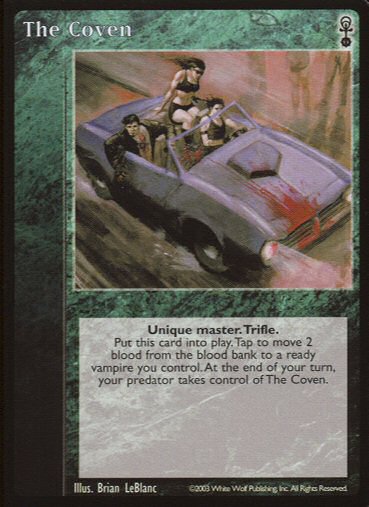 The Coven
Unique master. Trifle.
Put this card into play. Tap to move 2
blood from the blood bank to a ready
vampire you control. At the end of your turn,
your predator takes control of The Coven.
Illus. Brian LeBlanc
©2003 White Wolf Publishing, Inc. All Rights Reserved.